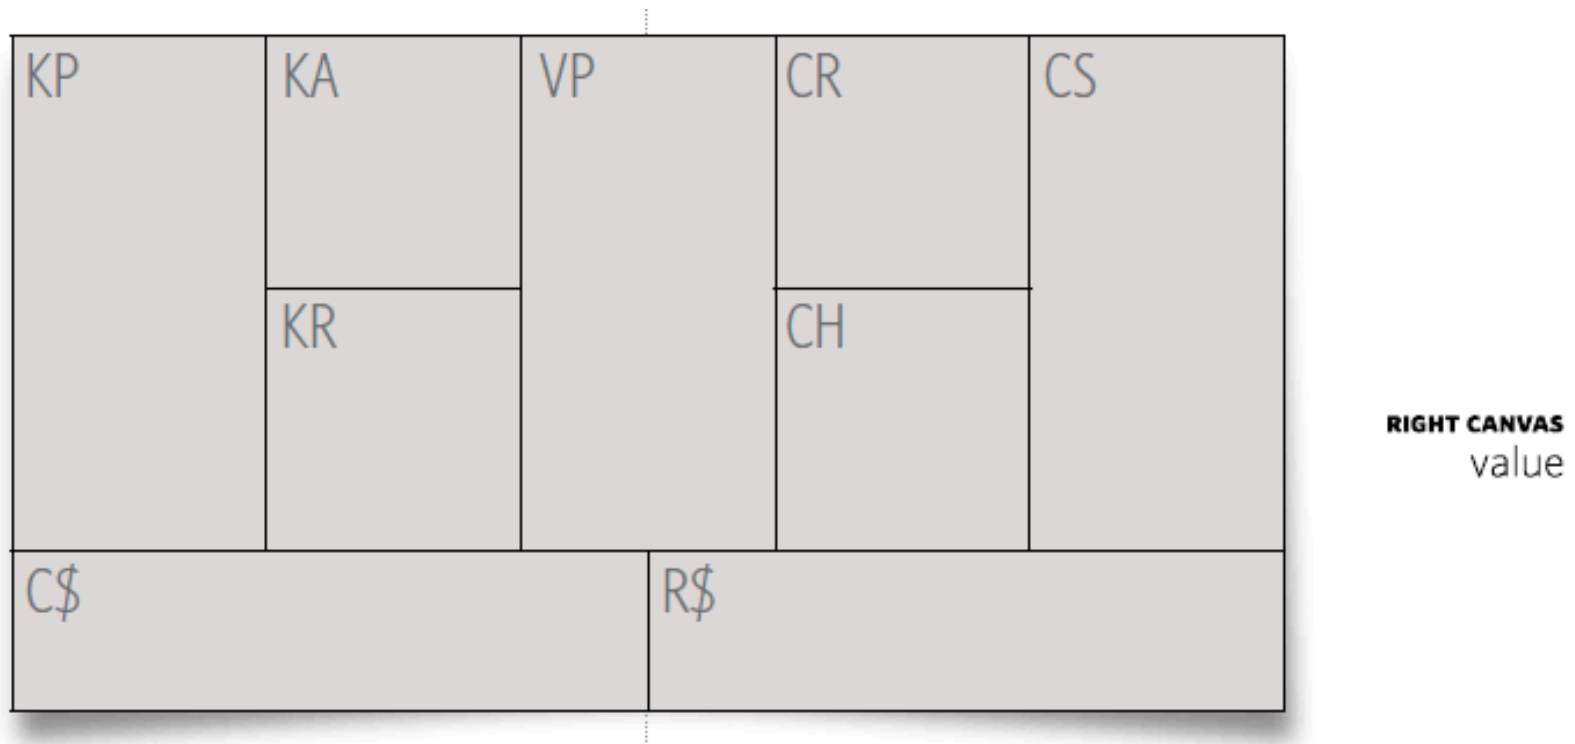 KP
KA
VP
CR
CS
KR
CH
C$
R$
RIGHT CANVAS
value